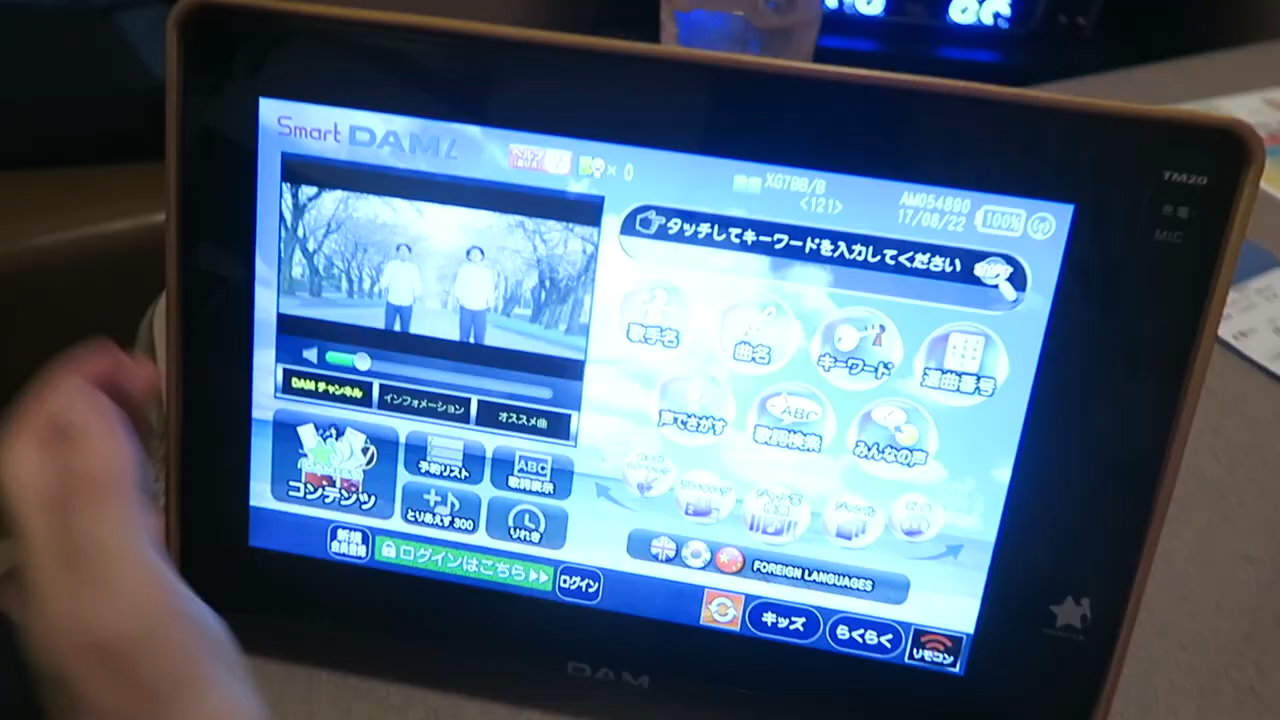 Smart DAM
× 0
XG7BB/B
<121>
AM054890
17/08/22
100%
TM20
MIC
タッチしてキーワードを入力してください
歌手名
曲名
キーワード
選曲番号
声でさがす
ABC
歌詞検索
みんなの声
DAM チャンネル
インフォメーション
オススメ曲
コンテンツ
予約リスト
ABC
歌詞表示
とりあえず 300
りれき
FOREIGN LANGUAGES
新規
会員登録
ログインはこちら
ログイン
キッズ
らくらく
リモコン
DAM